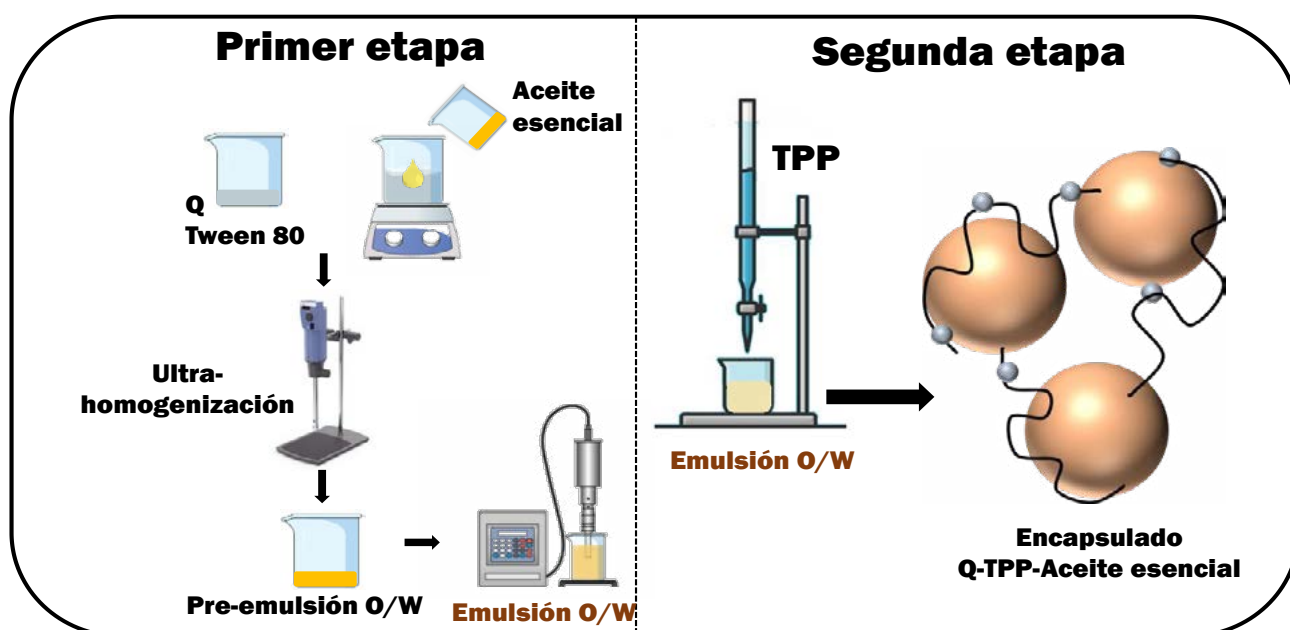 Primer etapa
Aceite
esencial
Q
Tween 80
Ultra-
homogenización
Pre-emulsión O/W
Emulsión O/W
Segunda etapa
TPP
Emulsión O/W
Encapsulado
Q-TPP-Aceite esencial